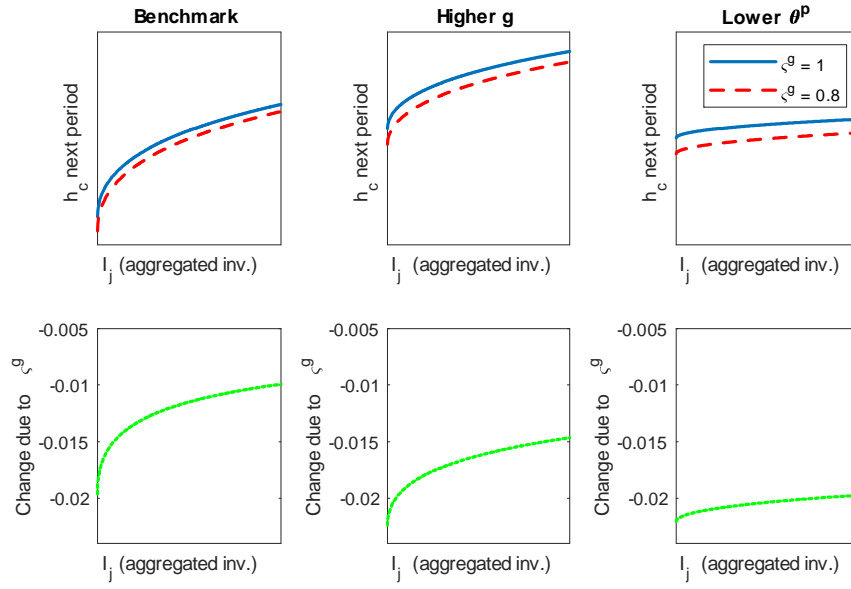 Benchmark
Higher g
Lower θ^p
h_c next period
h_c next period
h_c next period
ς^g = 1
ς^g = 0.8
I_j (aggregated inv.)
I_j (aggregated inv.)
I_j (aggregated inv.)
Change due to ς^g
-0.005
-0.01
-0.015
-0.02
Change due to ς^g
-0.005
-0.01
-0.015
-0.02
Change due to ς^g
-0.005
-0.01
-0.015
-0.02
I_j (aggregated inv.)
I_j (aggregated inv.)
I_j (aggregated inv.)